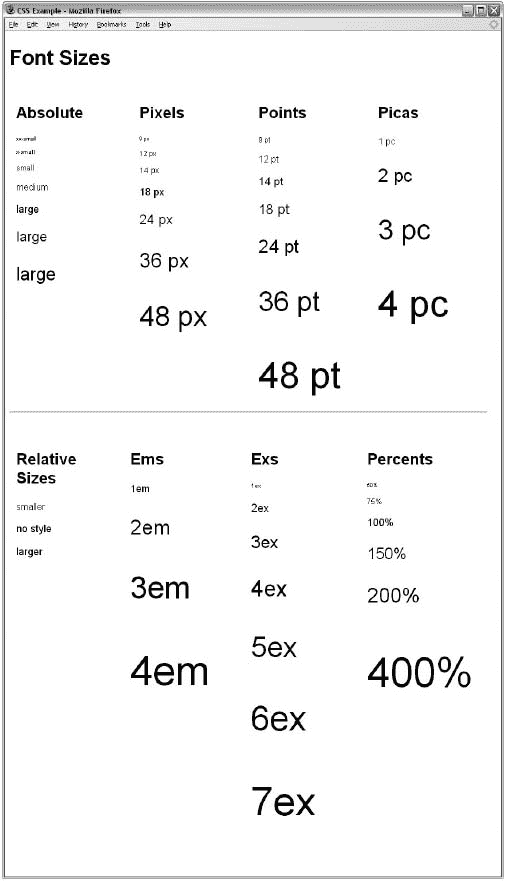 CSS Example - Mozilla Firefox
File Edit View History Bookmarks Tools Help
Font Sizes
Absolute
xx-small
x-small
small
medium
large
large
large
Pixels
9 px
12 px
14 px
18 px
24 px
36 px
48 px
Points
9 pt
12 pt
14 pt
18 pt
24 pt
36 pt
48 pt
Picas
1 pc
2 pc
3 pc
4 pc
Relative
Sizes
smaller
no style
larger
Ems
1em
2em
3em
4em
Exs
1ex
2ex
3ex
4ex
5ex
6ex
7ex
Percents
50%
75%
100%
150%
200%
400%